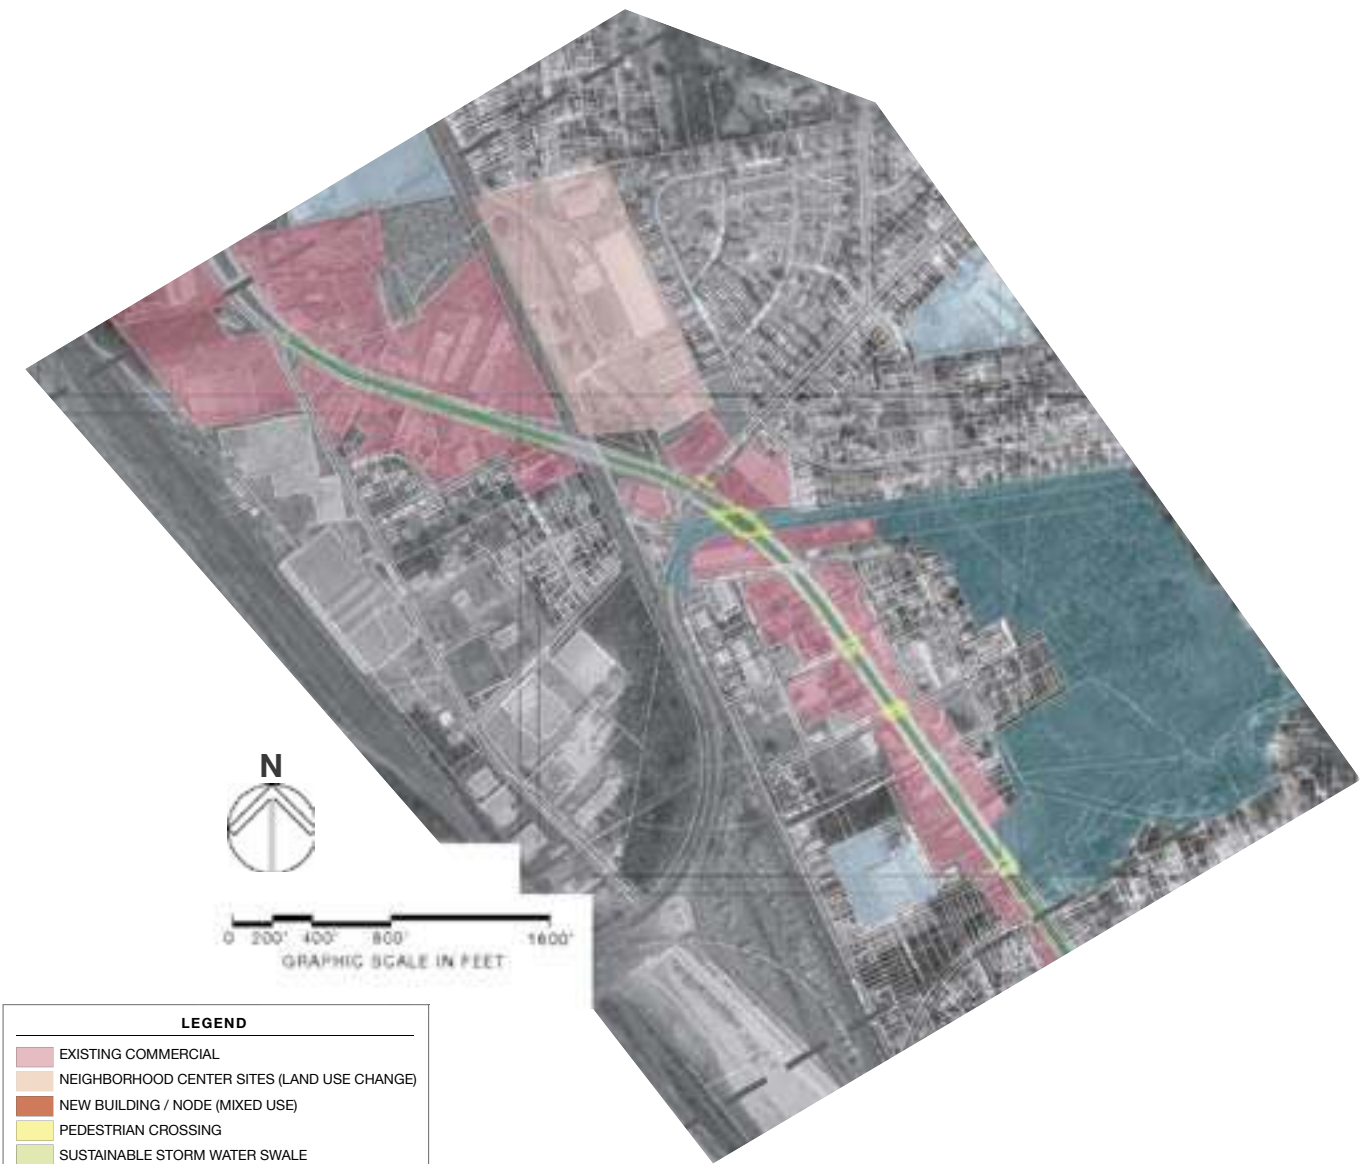 N
0 200' 400' 800' 1600'
GRAPHIC SCALE IN FEET
LEGEND
EXISTING COMMERCIAL
NEIGHBORHOOD CENTER SITES (LAND USE CHANGE)
NEW BUILDING / NODE (MIXED USE)
PEDESTRIAN CROSSING
SUSTAINABLE STORM WATER SWALE